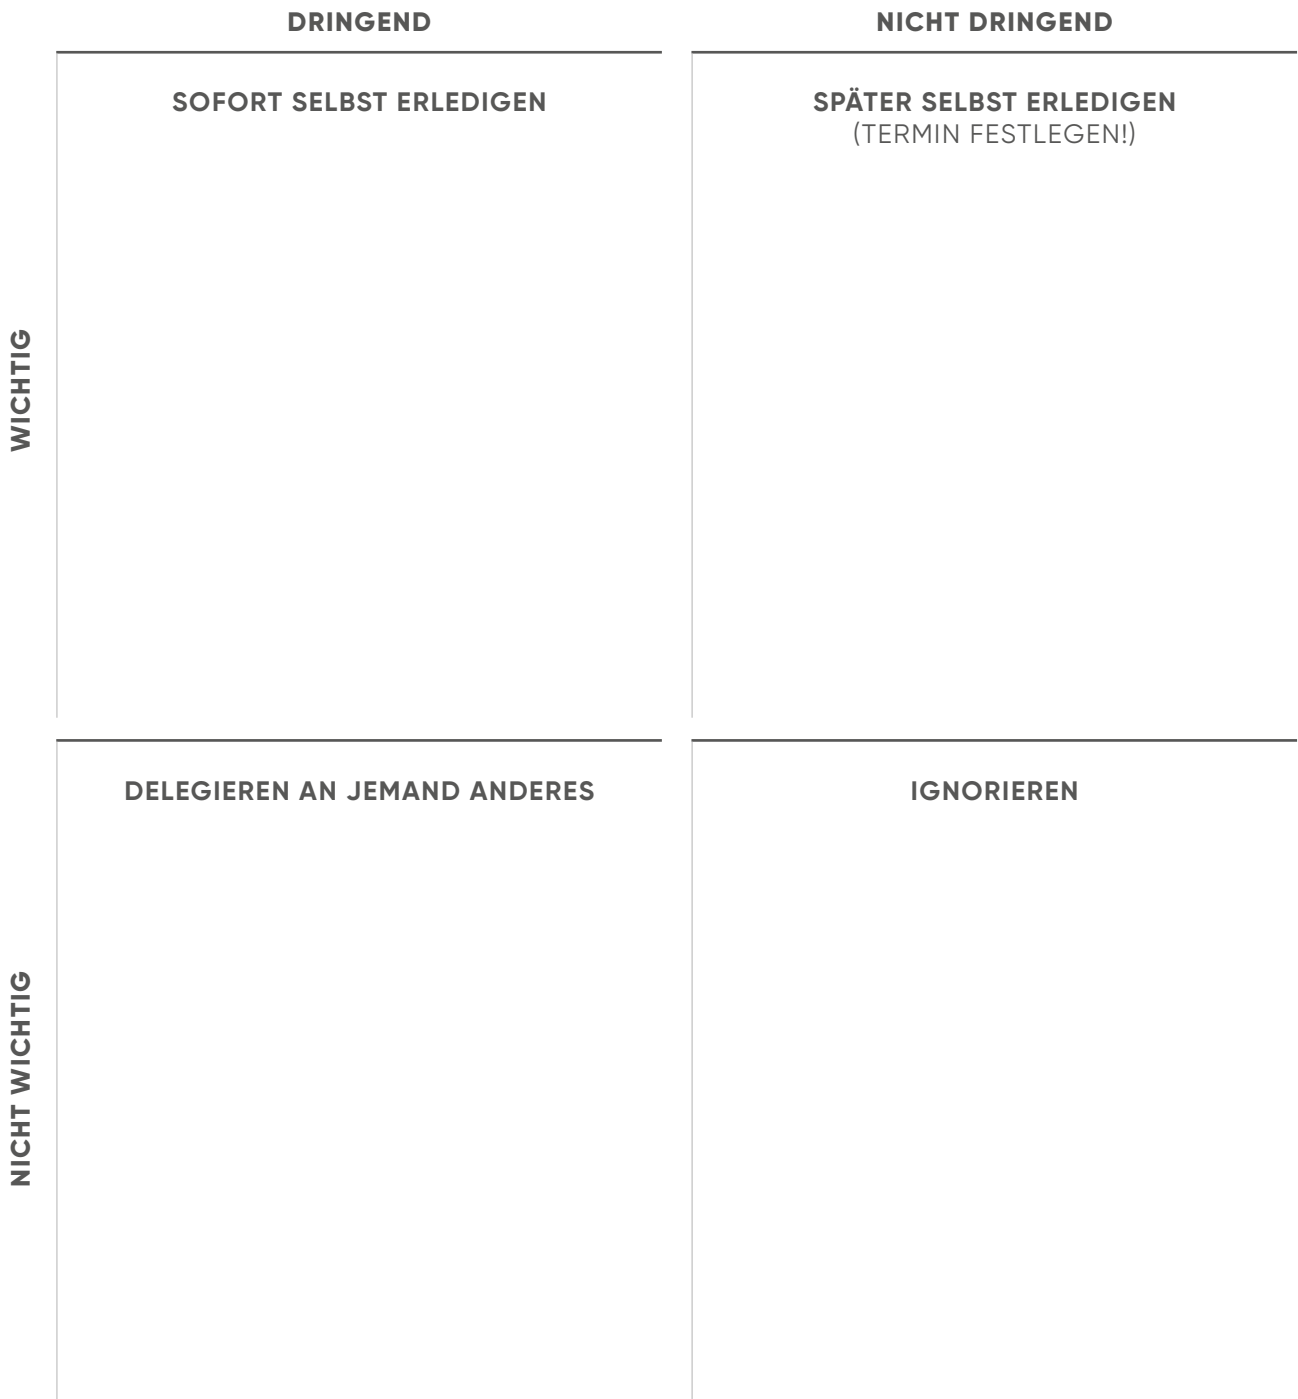 DRINGEND
NICHT DRINGEND
WICHTIG
SOFORT SELBST ERLEDIGEN
SPÄTER SELBST ERLEDIGEN
(TERMIN FESTLEGEN!)
NICHT WICHTIG
DELEGIEREN AN JEMAND ANDERES
IGNORIEREN